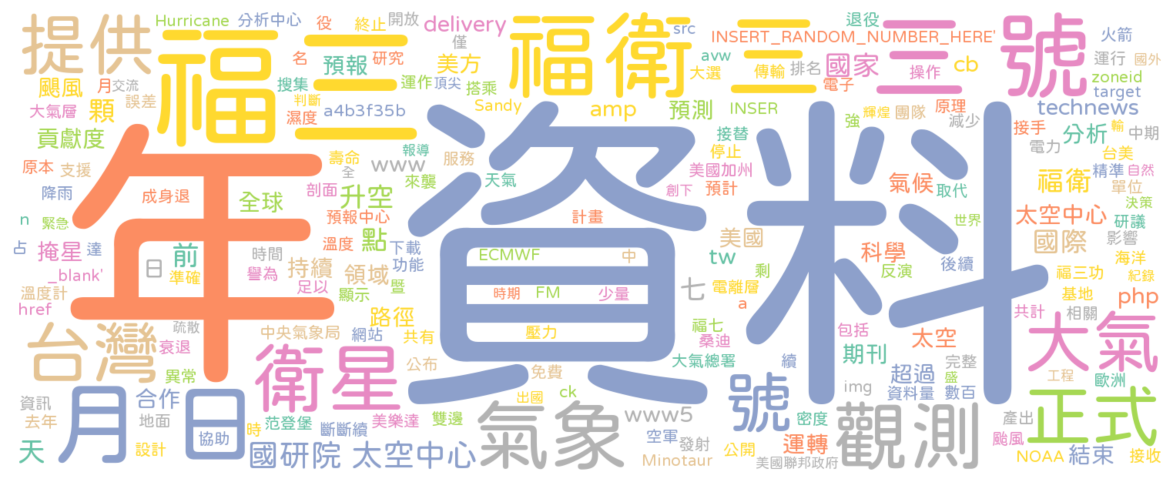 Hurricane 分析中心 役 終止 開放 delivery src INSERT_RANDOM_NUMBER_HERE' 退役 火箭
提供 福三 名 預報 研究 僅 美方 福衛三 號
avw 大選 傳輸 排名 國家 電子 操作 cb 運行 國外
颱風 月 交流 搜集 運作 頂尖 搭乘 zoneid
大氣層 顆 誤差 判斷 濕度 a4b3f35b Sandy amp 預測 INSER 接替 強 輝煌 團隊 原理 減少 target technews
貢獻度 壽命 報導 服務 www 停止 接手 電力 分析 輸 中期
原本 支援 剖面 全 來襲 天氣 美國加州 預計 創下 氣候 取代 福衛 台美 精準 自然 單位
降雨 成身退 全球 升空 計畫 世界 太空中心 研議 決策
n 緊急 年 資料 預報中心 點 美國 科學 後續 國際 影響
占 掩星 達 前 時間 溫度 下載 ECMWF 中 tw 反演 海洋
_blank' 日 準確 譽為 持續 領域 功能 剩 電離層 福三功 紀錄
溫度計 href 足以 顯示 暨 時期 FM 少量 七 a 基地 php
疏散 中央氣象局 網站 路徑 共有 壓力 福七 桑迪 包括 太空 共計 相關
台灣 衰退 異常 衛星 公布 免費 大氣總署 續 期刊 完整 大氣
資訊 合作 ck 出國 號 img 超過 盛 資料量 數百 歐洲 工程
去年 月日 地面 范登堡 美樂達 雙邊 氣象 www5 密度 觀測 產出 正式
天 設計 協助 時 斷斷續 空軍 發射 運轉 颱風
國研院 太空中心 Minotaur 公開 美國聯邦政府 NOAA 結束 接收